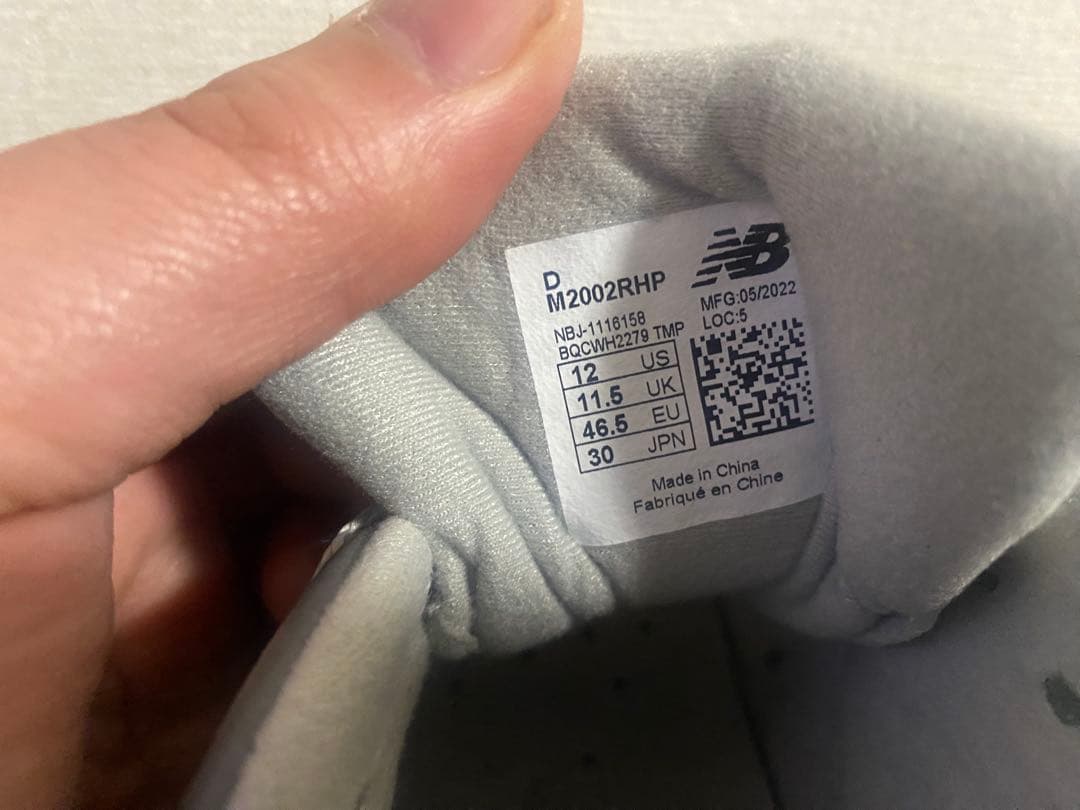 D
M2002RHP
NB
MFG:05/2022
LOC:5
NBJ-1116158
BQCWH2279 TMP
12 US
11.5 UK
46.5 EU
30 JPN
Made in China
Fabriqué en Chine